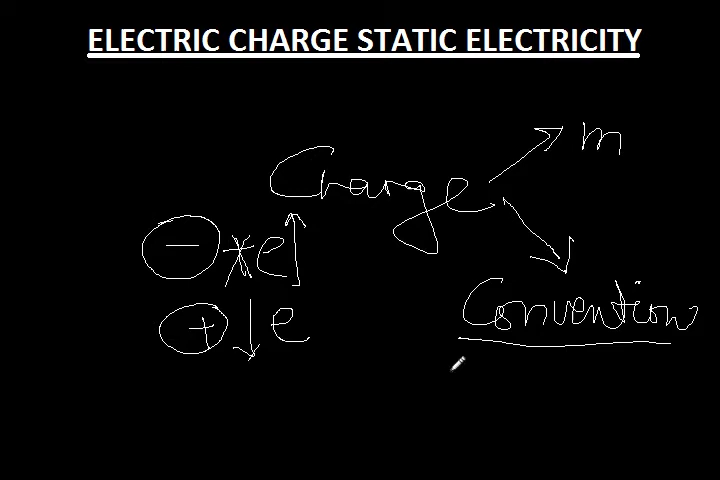 ELECTRIC CHARGE STATIC ELECTRICITY
m
Charge
− *e↑
Convention
+ ↓e